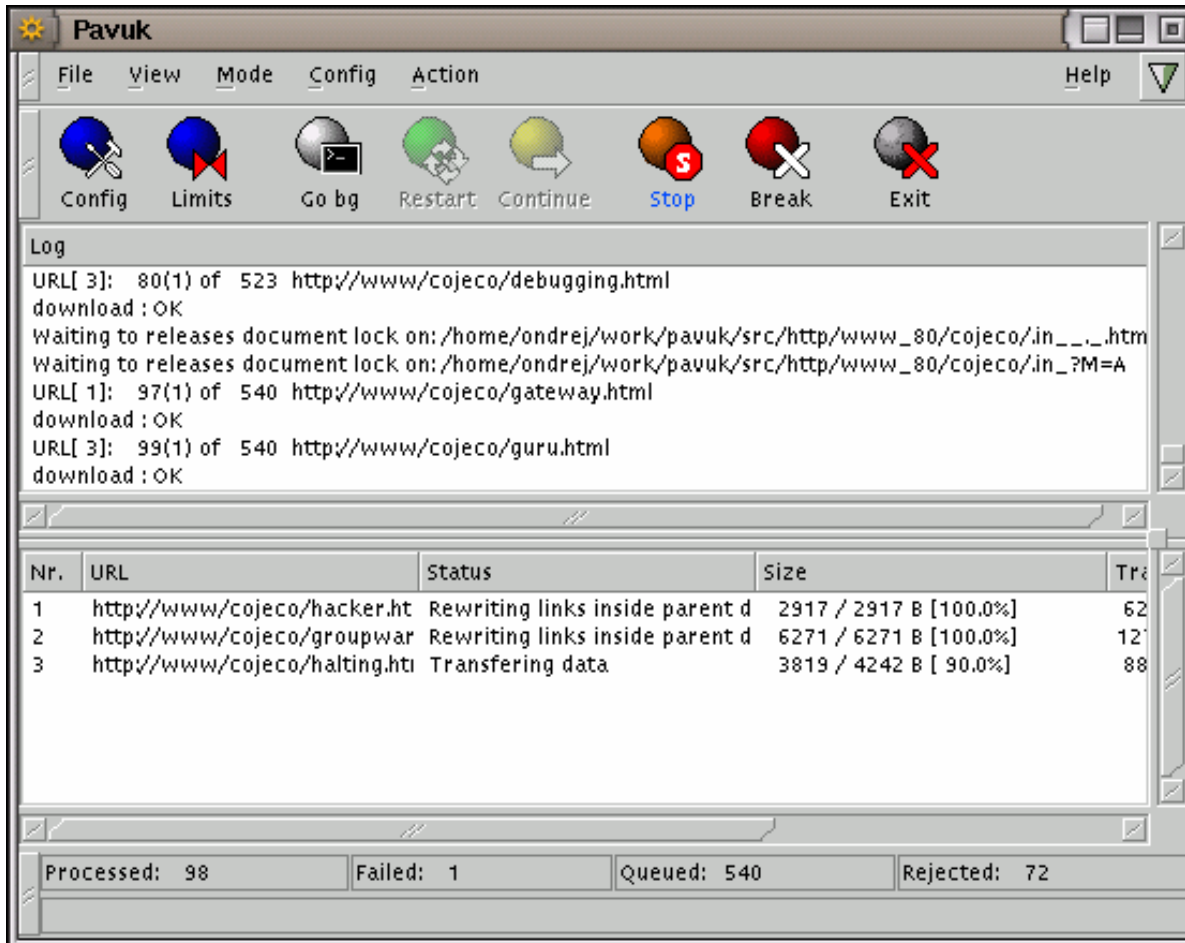 Pavuk
File View Mode Config Action Help
Config Limits Go bg Restart Continue Stop Break Exit
Log
URL[ 3]: 80(1) of 523 http://www/cojeco/debugging.html
download : OK
Waiting to releases document lock on:/home/ondrej/work/pavuk/src/http/www_80/cojeco/.in__._.htm
Waiting to releases document lock on:/home/ondrej/work/pavuk/src/http/www_80/cojeco/.in_?M=A
URL[ 1]: 97(1) of 540 http://www/cojeco/gateway.html
download : OK
URL[ 3]: 99(1) of 540 http://www/cojeco/guru.html
download : OK
Nr. URL Status Size Tra
1 http://www/cojeco/hacker.ht Rewriting links inside parent d 2917 / 2917 B [100.0%] 62
2 http://www/cojeco/groupwar Rewriting links inside parent d 6271 / 6271 B [100.0%] 121
3 http://www/cojeco/halting.htm Transfering data 3819 / 4242 B [ 90.0%] 88
Processed: 98 Failed: 1 Queued: 540 Rejected: 72